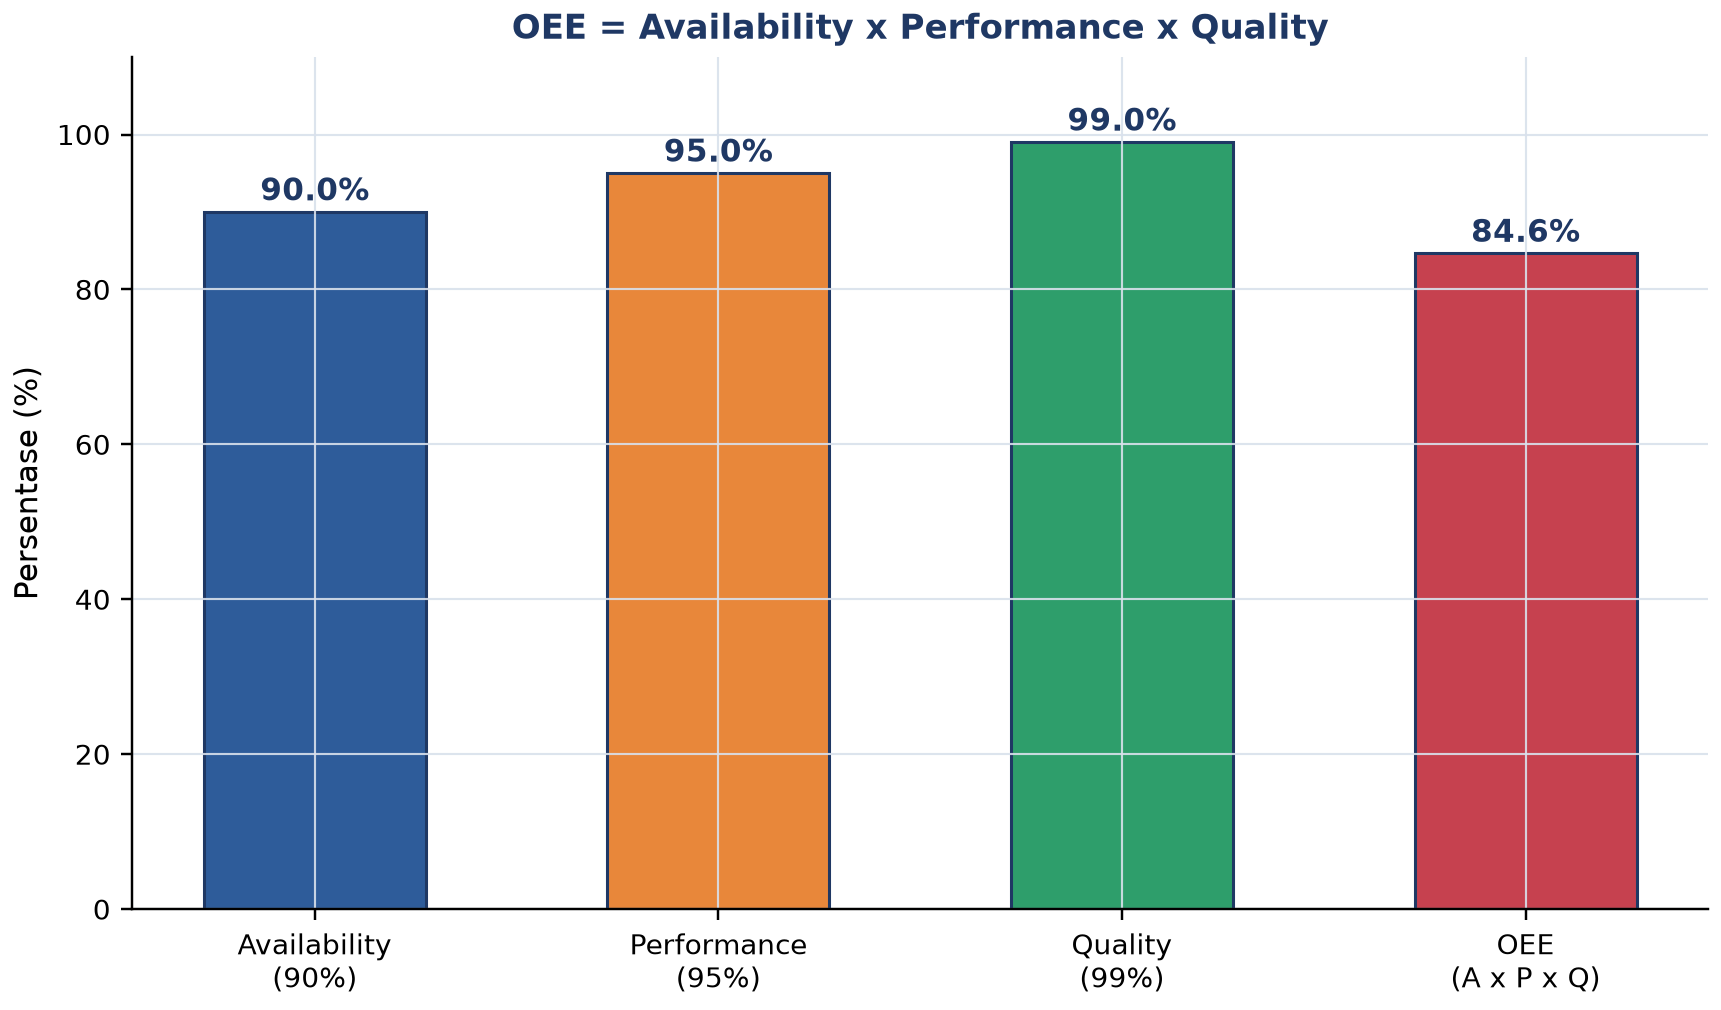 OEE = Availability x Performance x Quality
Persentase (%)
100
80
60
40
20
0
90.0%
95.0%
99.0%
84.6%
Availability
(90%)
Performance
(95%)
Quality
(99%)
OEE
(A x P x Q)